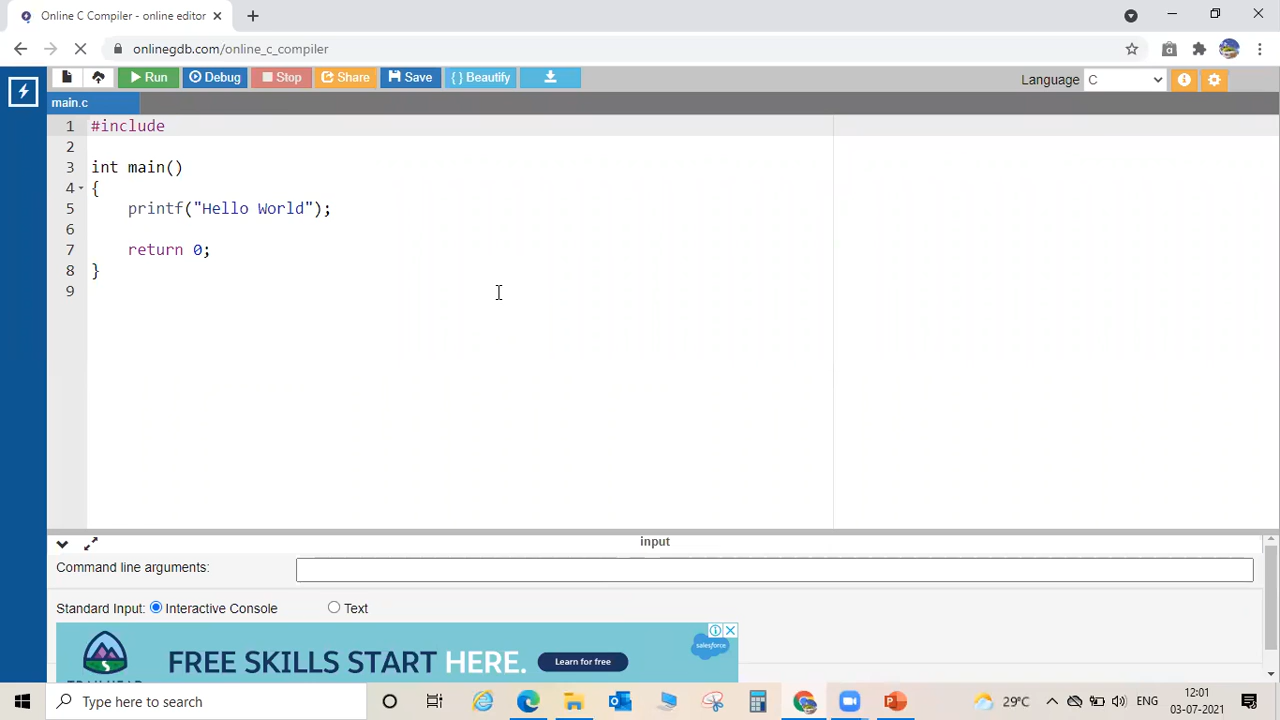 Online C Compiler - online editor
onlinegdb.com/online_c_compiler
Run Debug Stop Share Save { } Beautify Language C
main.c
1 #include
2
3 int main()
4 {
5 printf("Hello World");
6
7 return 0;
8 }
9
input
Command line arguments:
Standard Input: Interactive Console Text
FREE SKILLS START HERE. Learn for free salesforce
Type here to search 29°C ENG 12:01
03-07-2021